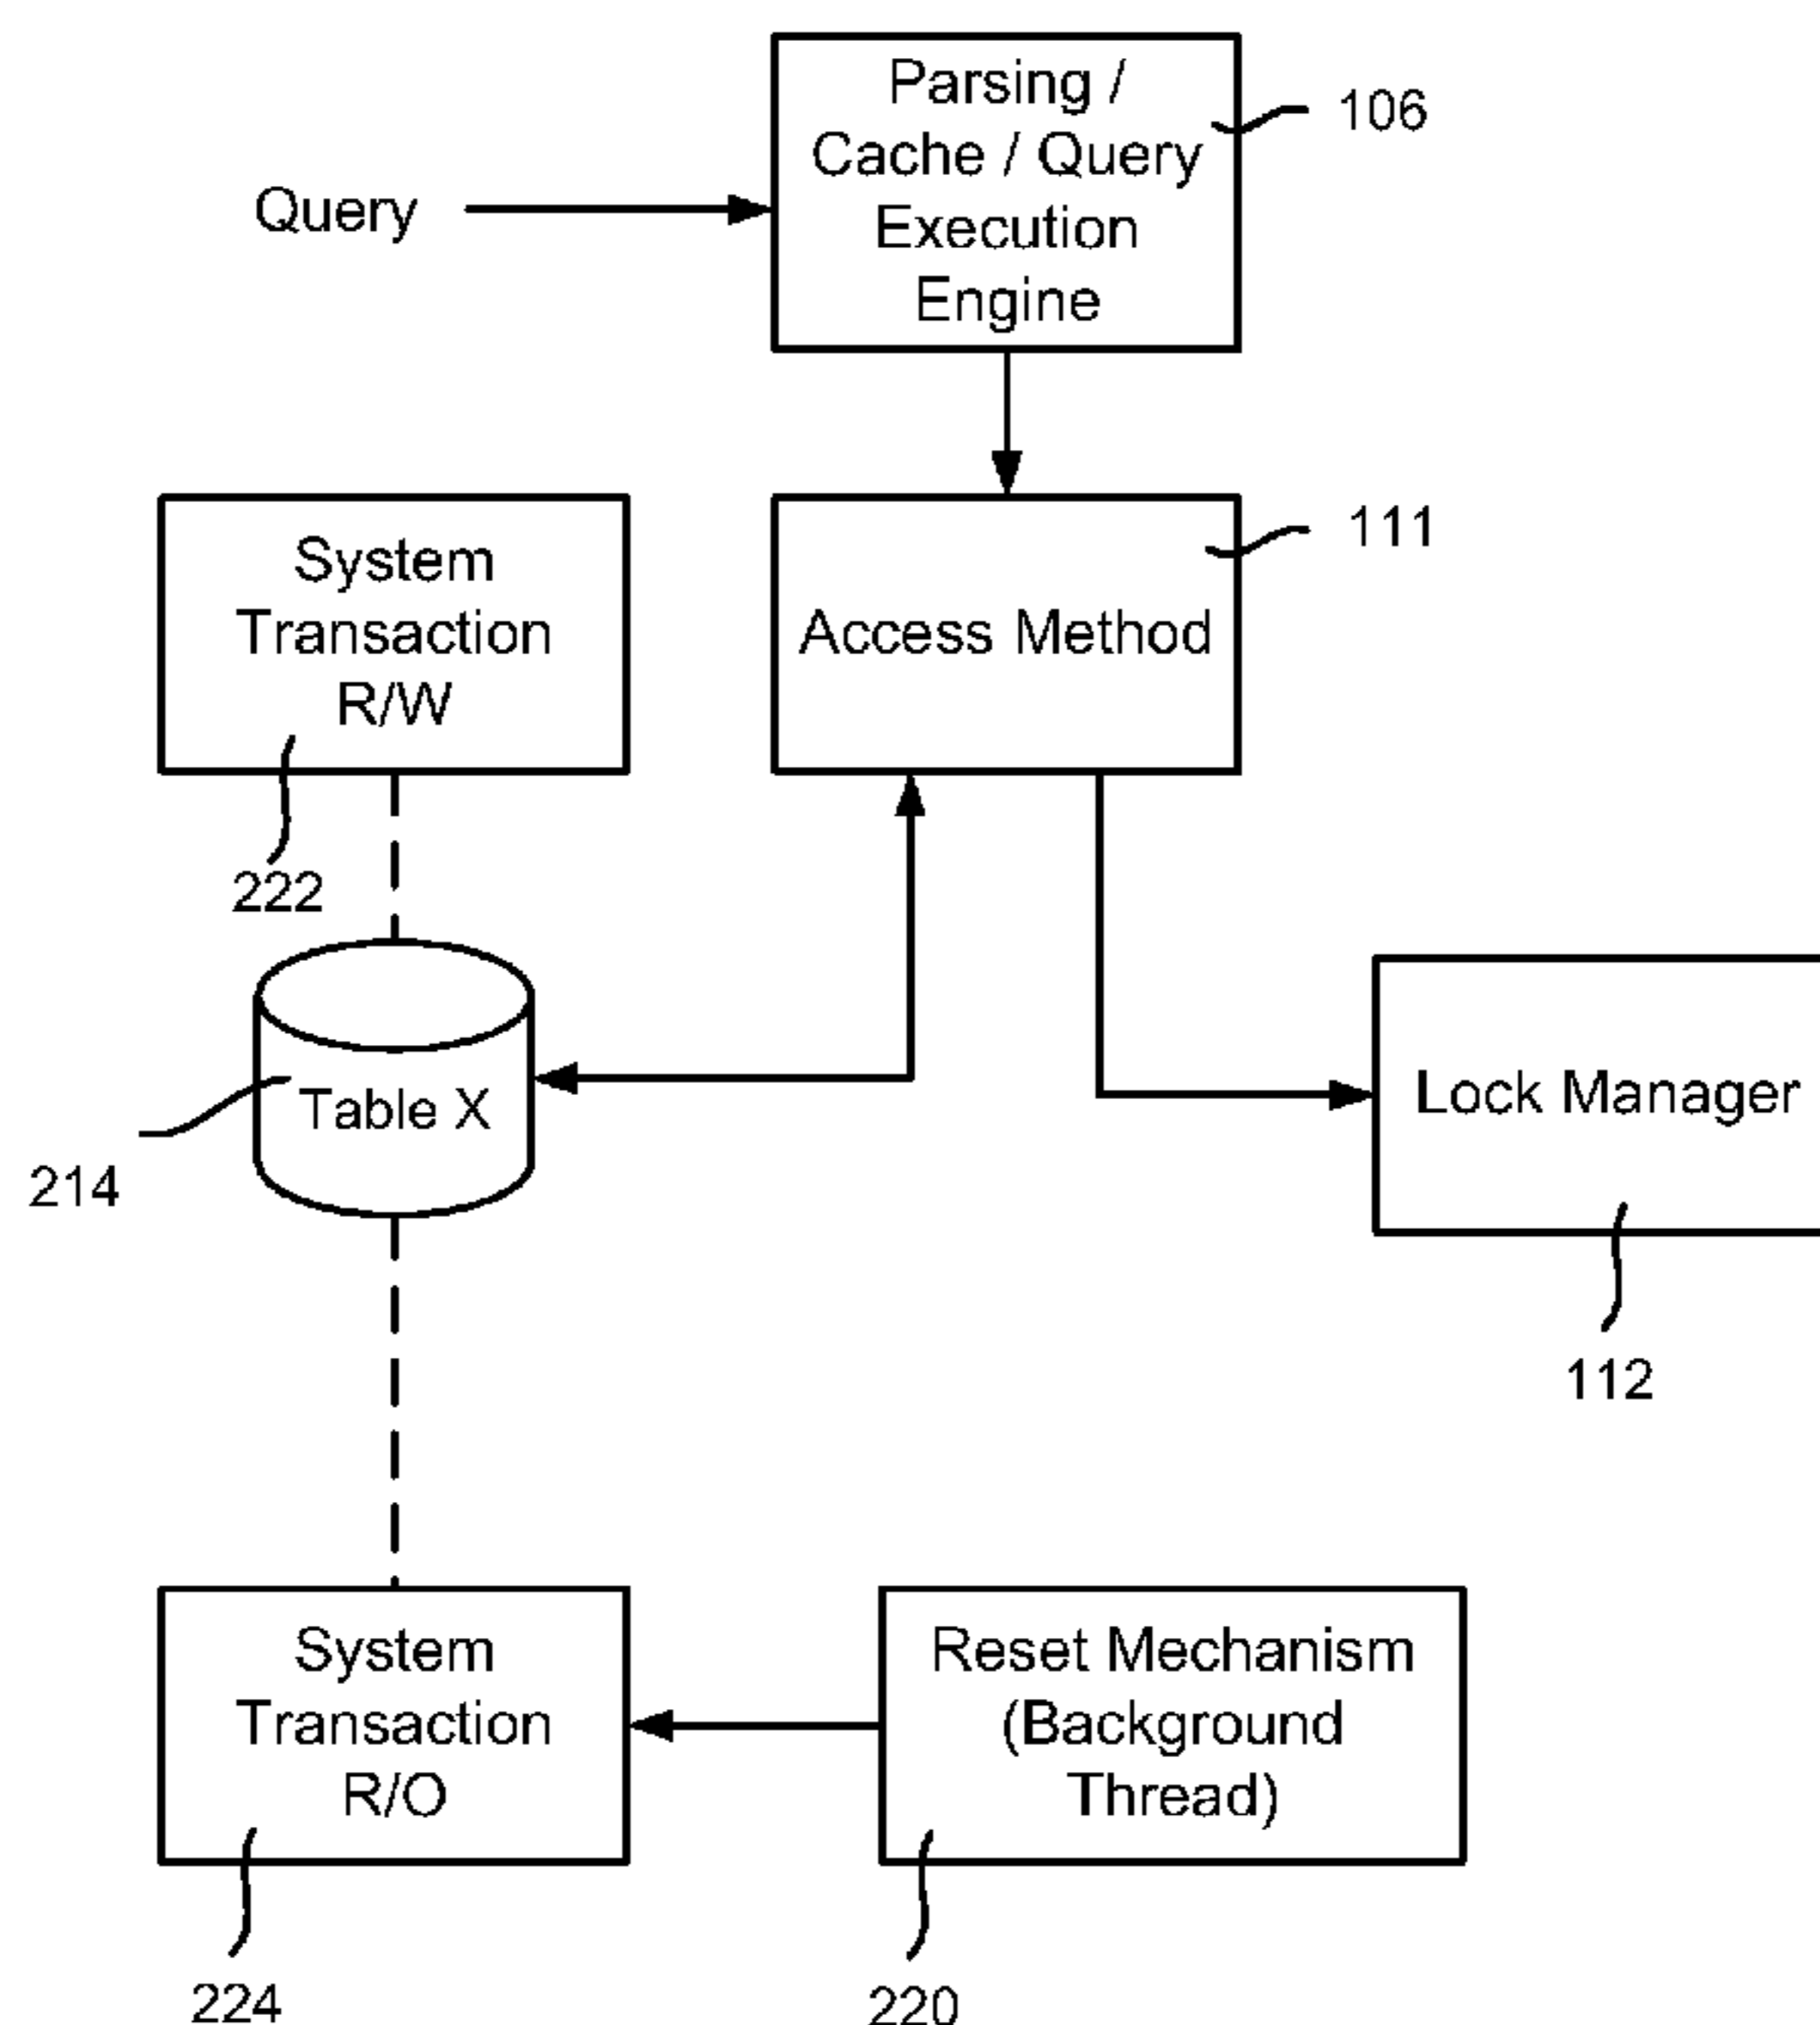 Parsing /
Cache / Query
Execution
Engine
106
Query
System
Transaction
R/W
222
Access Method
111
Table X
214
Lock Manager
112
System
Transaction
R/O
224
Reset Mechanism
(Background
Thread)
220